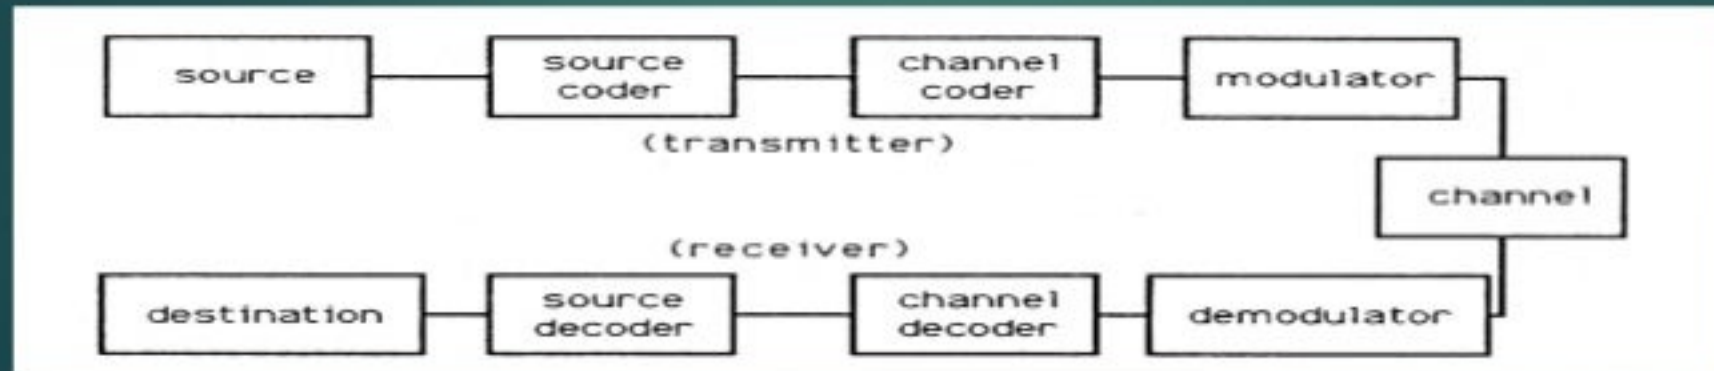 source
source
coder
channel
coder
modulator
(transmitter)
channel
(receiver)
destination
source
decoder
channel
decoder
demodulator